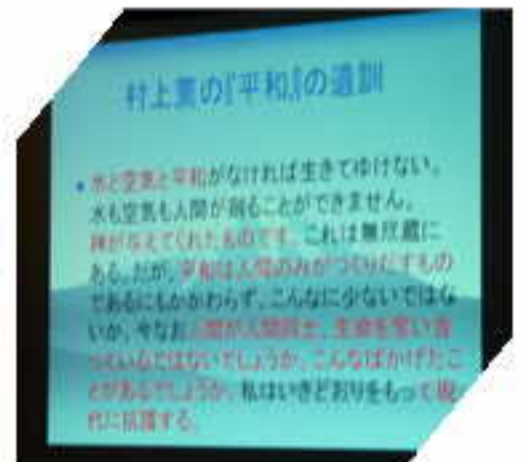 村上薫の『平和』の遺訓
・水と空気と平和がなければ生きてゆけない。
水も空気も人間が創ることができません。
神が与えてくれたものです。これは無尽蔵に
ある。だが、平和は人間のみがつくりだすもの
であるにもかかわらず、こんなに少ないではな
いか。今なお人間が人間同士、生命を奪い合
っているではないでしょうか。こんなばかげたこ
とがあるでしょうか。私はいきどおりをもって現
代に抗議する。